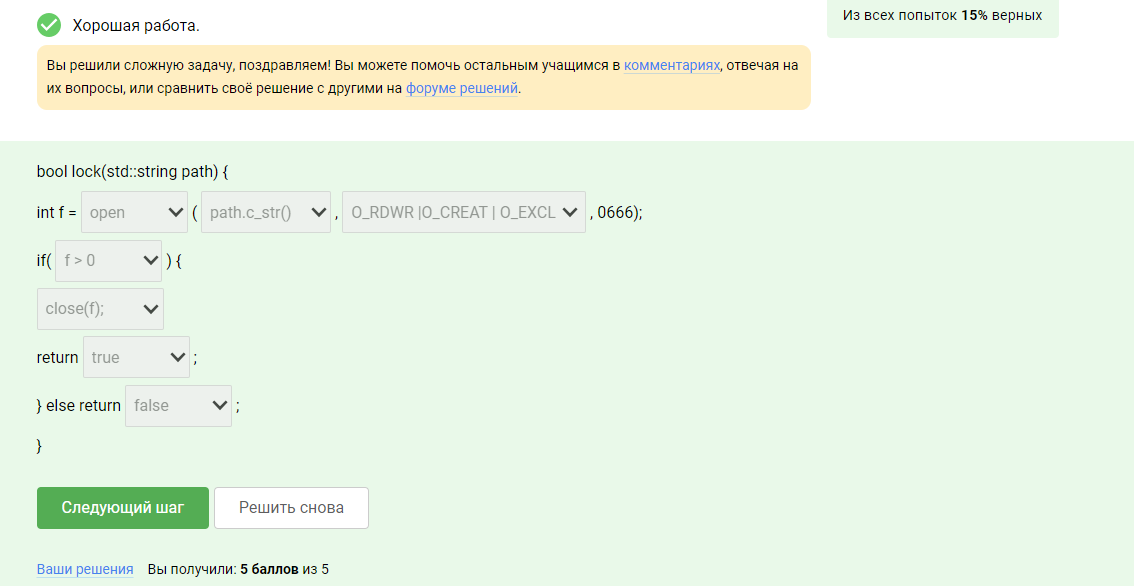 Хорошая работа.
Из всех попыток 15% верных
Вы решили сложную задачу, поздравляем! Вы можете помочь остальным учащимся в комментариях, отвечая на
их вопросы, или сравнить своё решение с другими на форуме решений.
bool lock(std::string path) {
int f = open ( path.c_str() , O_RDWR |O_CREAT | O_EXCL , 0666);
if( f > 0 ) {
close(f);
return true ;
} else return false ;
}
Следующий шаг Решить снова
Ваши решения Вы получили: 5 баллов из 5